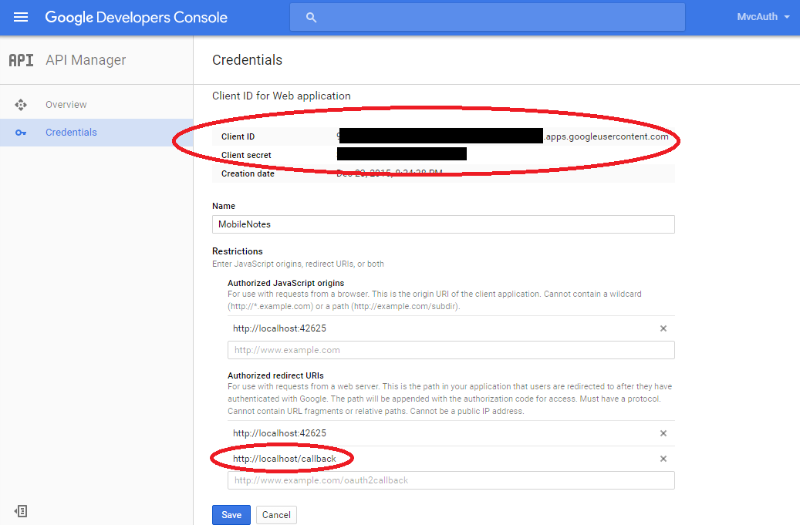 Google Developers Console
MvcAuth
API
API Manager
Credentials
Overview
Credentials
Client ID for Web application
Client ID
.apps.googleusercontent.com
Client secret
Creation date
Name
MobileNotes
Restrictions
Enter JavaScript origins, redirect URIs, or both
Authorized JavaScript origins
For use with requests from a browser. This is the origin URI of the client application. Cannot contain a wildcard
(http://*.example.com) or a path (http://example.com/subdir).
http://localhost:42625
http://www.example.com
Authorized redirect URIs
For use with requests from a web server. This is the path in your application that users are redirected to after they have
authenticated with Google. The path will be appended with the authorization code for access. Must have a protocol.
Cannot contain URL fragments or relative paths. Cannot be a public IP address.
http://localhost:42625
http://localhost/callback
http://www.example.com/oauth2callback
Save
Cancel